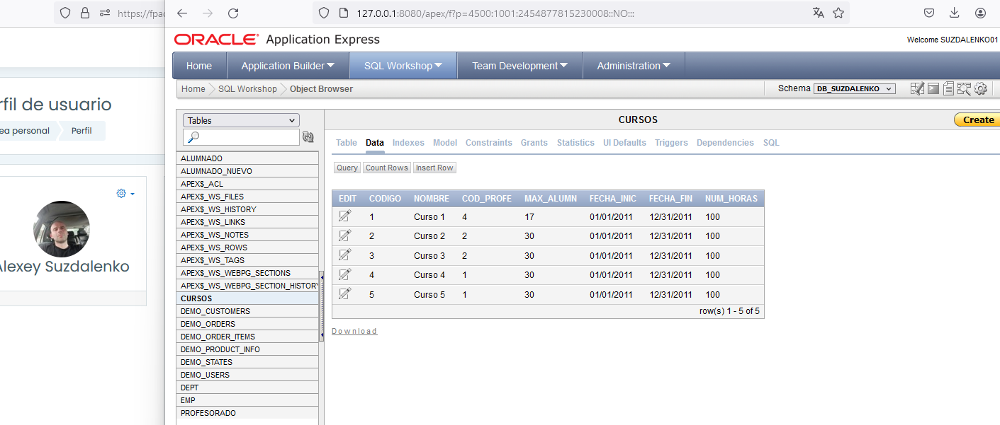 https://fpac
127.0.0.1:8080/apex/f?p=4500:1001:2454877815230008::NO:::
ORACLE Application Express
Welcome SUZDALENKO01
Home Application Builder SQL Workshop Team Development Administration
Home SQL Workshop Object Browser
Schema DB_SUZDALENKO
rfil de usuario
ea personal Perfil
Alexey Suzdalenko
Tables
ALUMNADO
ALUMNADO_NUEVO
APEX$_ACL
APEX$_WS_FILES
APEX$_WS_HISTORY
APEX$_WS_LINKS
APEX$_WS_NOTES
APEX$_WS_ROWS
APEX$_WS_TAGS
APEX$_WS_WEBPG_SECTIONS
APEX$_WS_WEBPG_SECTION_HISTORY
CURSOS
DEMO_CUSTOMERS
DEMO_ORDERS
DEMO_ORDER_ITEMS
DEMO_PRODUCT_INFO
DEMO_STATES
DEMO_USERS
DEPT
EMP
PROFESORADO
CURSOS
Create
Table Data Indexes Model Constraints Grants Statistics UI Defaults Triggers Dependencies SQL
Query Count Rows Insert Row
EDIT CODIGO NOMBRE COD_PROFE MAX_ALUMN FECHA_INIC FECHA_FIN NUM_HORAS
1 Curso 1 4 17 01/01/2011 12/31/2011 100
2 Curso 2 2 30 01/01/2011 12/31/2011 100
3 Curso 3 2 30 01/01/2011 12/31/2011 100
4 Curso 4 1 30 01/01/2011 12/31/2011 100
5 Curso 5 1 30 01/01/2011 12/31/2011 100
row(s) 1 - 5 of 5
Download